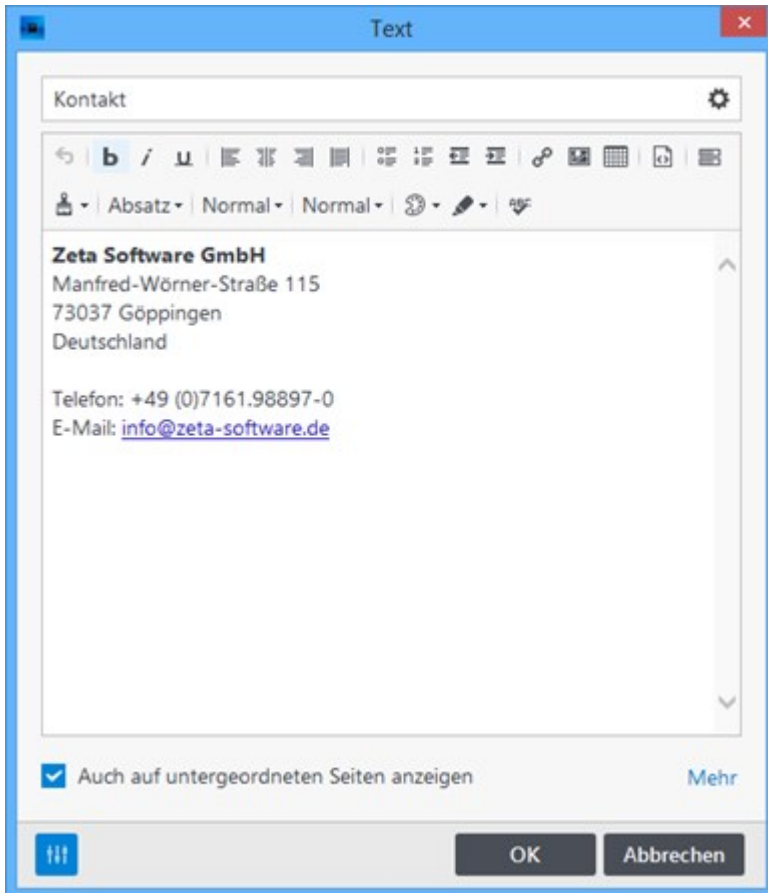 Text
Kontakt
b i u
Absatz Normal Normal
Zeta Software GmbH
Manfred-Wörner-Straße 115
73037 Göppingen
Deutschland
Telefon: +49 (0)7161.98897-0
E-Mail: info@zeta-software.de
Auch auf untergeordneten Seiten anzeigen
Mehr
OK Abbrechen